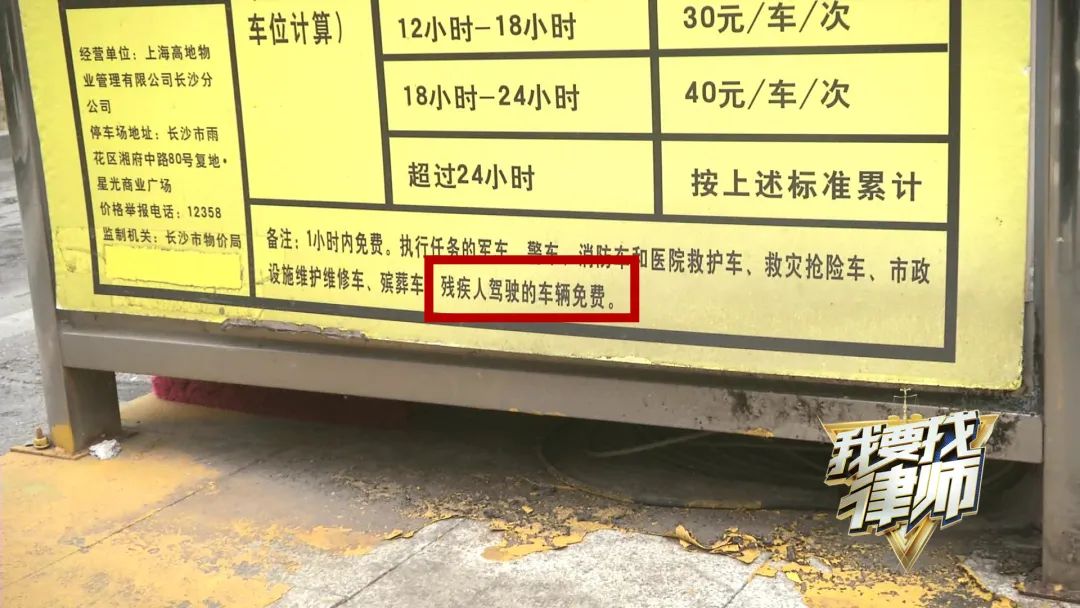 经营单位：上海高地物
业管理有限公司长沙分
公司
停车场地址：长沙市雨
花区湘府中路80号复地·
星光商业广场
价格举报电话：12358
监制机关：长沙市物价局
车位计算）
12小时-18小时
30元/车/次
18小时-24小时
40元/车/次
超过24小时
按上述标准累计
备注：1小时内免费。执行任务的军车、警车、消防车和医院救护车、救灾抢险车、市政
设施维护维修车、殡葬车 残疾人驾驶的车辆免费。
我要找
律师